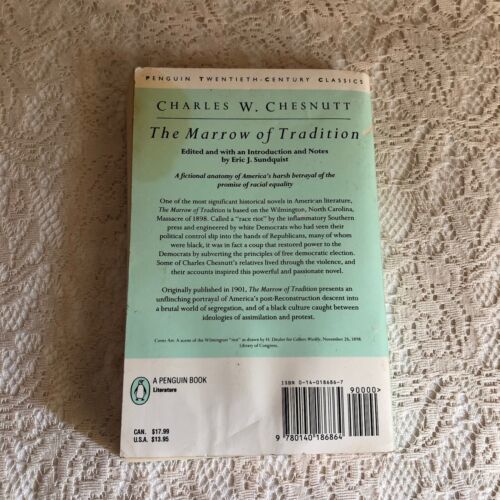 PENGUIN TWENTIETH-CENTURY CLASSICS
CHARLES W. CHESNUTT
The Marrow of Tradition
Edited and with an Introduction and Notes
by Eric J. Sundquist
A fictional anatomy of America's harsh betrayal of the
promise of racial equality
One of the most significant historical novels in American literature,
The Marrow of Tradition is based on the Wilmington, North Carolina,
Massacre of 1898. Called a "race riot" by the inflammatory Southern
press and engineered by white Democrats who had seen their
political control slip into the hands of Republicans, many of whom
were black, it was in fact a coup that restored power to the
Democrats by subverting the principles of free democratic election.
Some of Charles Chesnutt's relatives lived through the violence, and
their accounts inspired this powerful and passionate novel.
Originally published in 1901, The Marrow of Tradition presents an
unflinching portrayal of America's post-Reconstruction descent into
a brutal world of segregation, and of a black culture caught between
ideologies of assimilation and protest.
Cover Art: A scene of the Wilmington "riot" as drawn by H. Ditzler for Colliers Weekly, November 26, 1898.
Library of Congress.
A PENGUIN BOOK
Literature
CAN. $17.99
U.S.A. $13.95
ISBN 0-14-018686-7
90000>
9 780140 186864